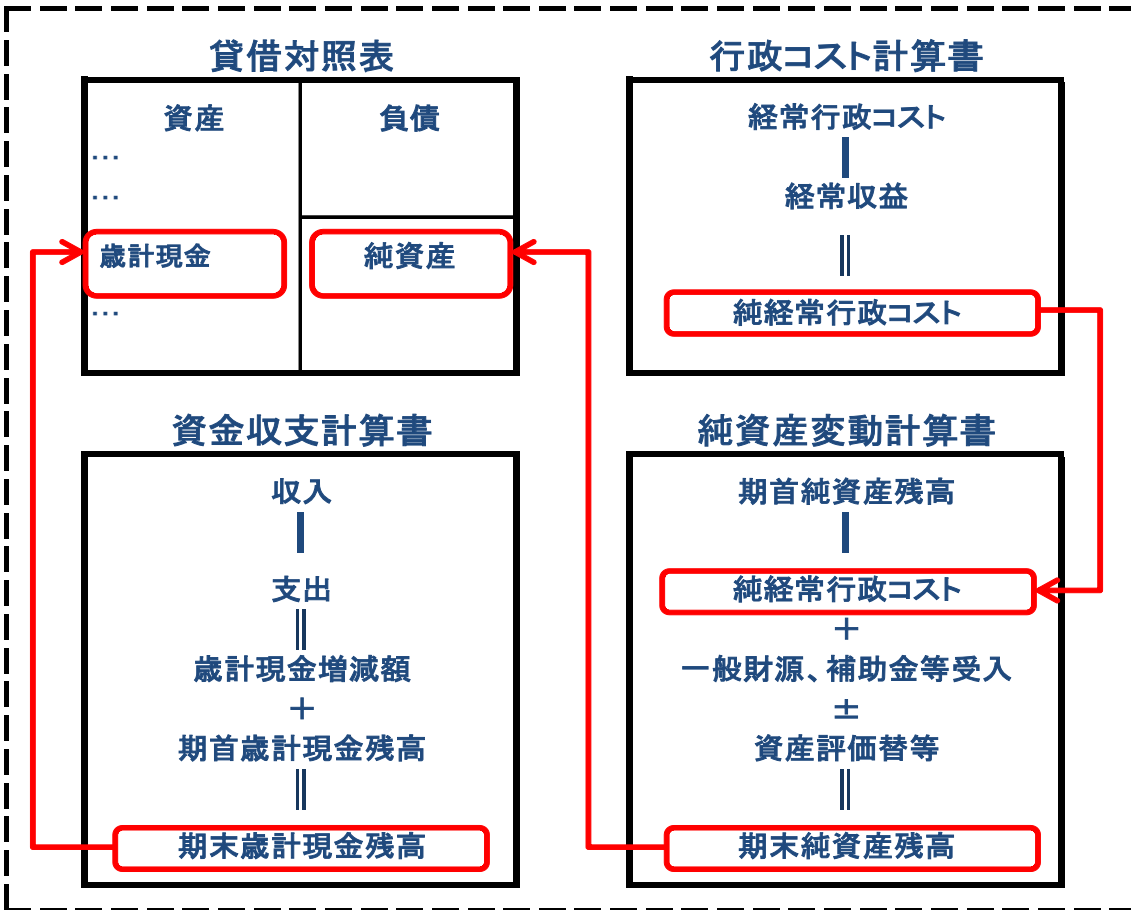 貸借対照表
資産
…
…
歳計現金
…
負債
純資産
行政コスト計算書
経常行政コスト
経常収益
純経常行政コスト
資金収支計算書
収入
支出
歳計現金増減額
＋
期首歳計現金残高
期末歳計現金残高
純資産変動計算書
期首純資産残高
純経常行政コスト
＋
一般財源、補助金等受入
±
資産評価替等
期末純資産残高